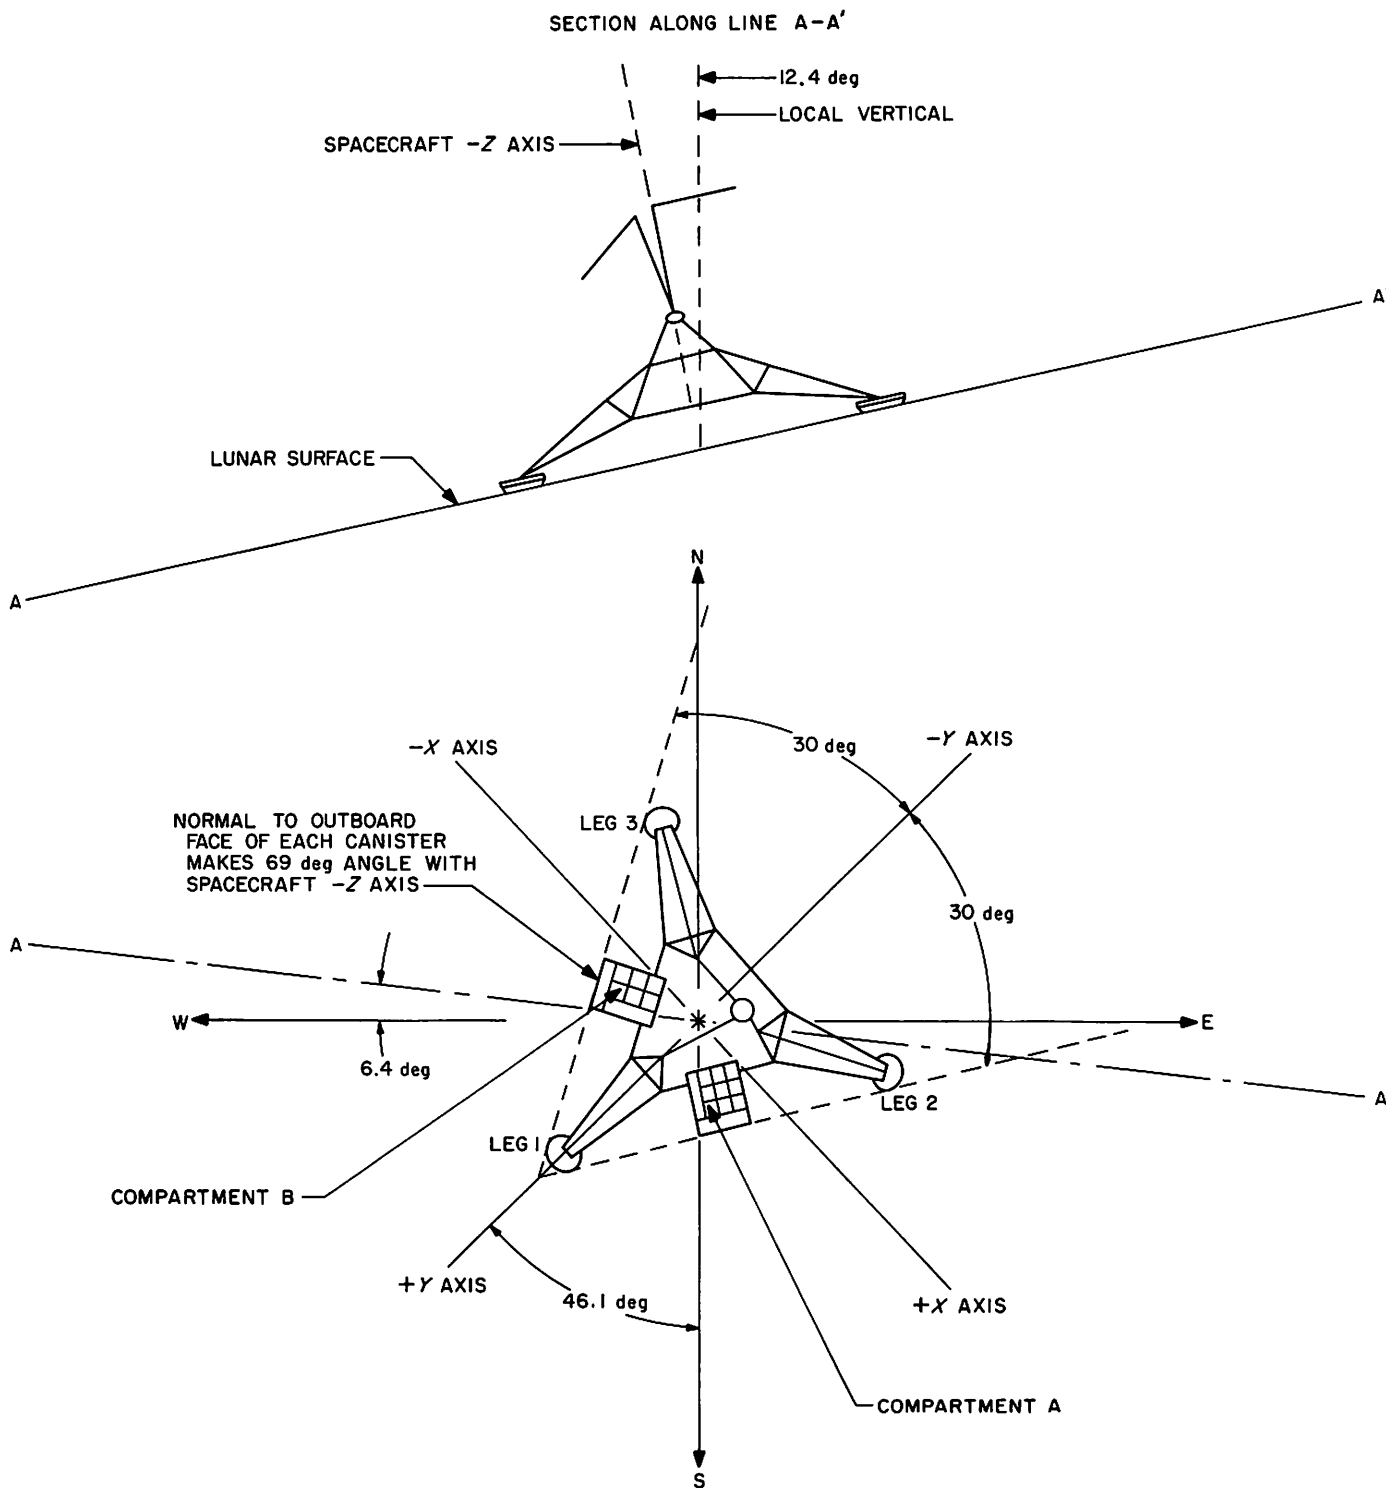 SECTION ALONG LINE A-A'
12.4 deg
LOCAL VERTICAL
SPACECRAFT -Z AXIS
A'
LUNAR SURFACE
A
N
-X AXIS
30 deg
-Y AXIS
NORMAL TO OUTBOARD
FACE OF EACH CANISTER
MAKES 69 deg ANGLE WITH
SPACECRAFT -Z AXIS
LEG 3
30 deg
A
W
E
6.4 deg
A
LEG 2
LEG 1
COMPARTMENT B
+Y AXIS
46.1 deg
+X AXIS
COMPARTMENT A
S